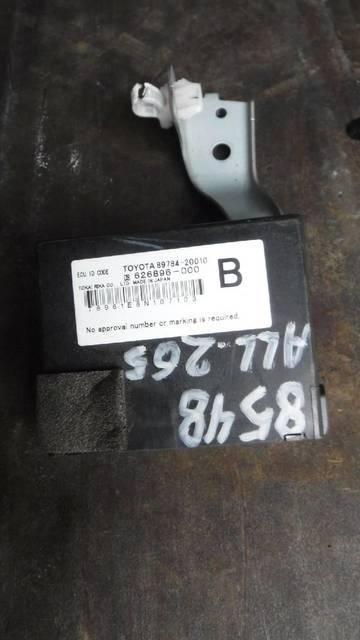 ECU ID CODE TOYOTA 89784-20010
626896-000 B
TOKAI RIKA CO., LTD. MADE IN JAPAN
No approval number or marking is required.
ALL 265
8548